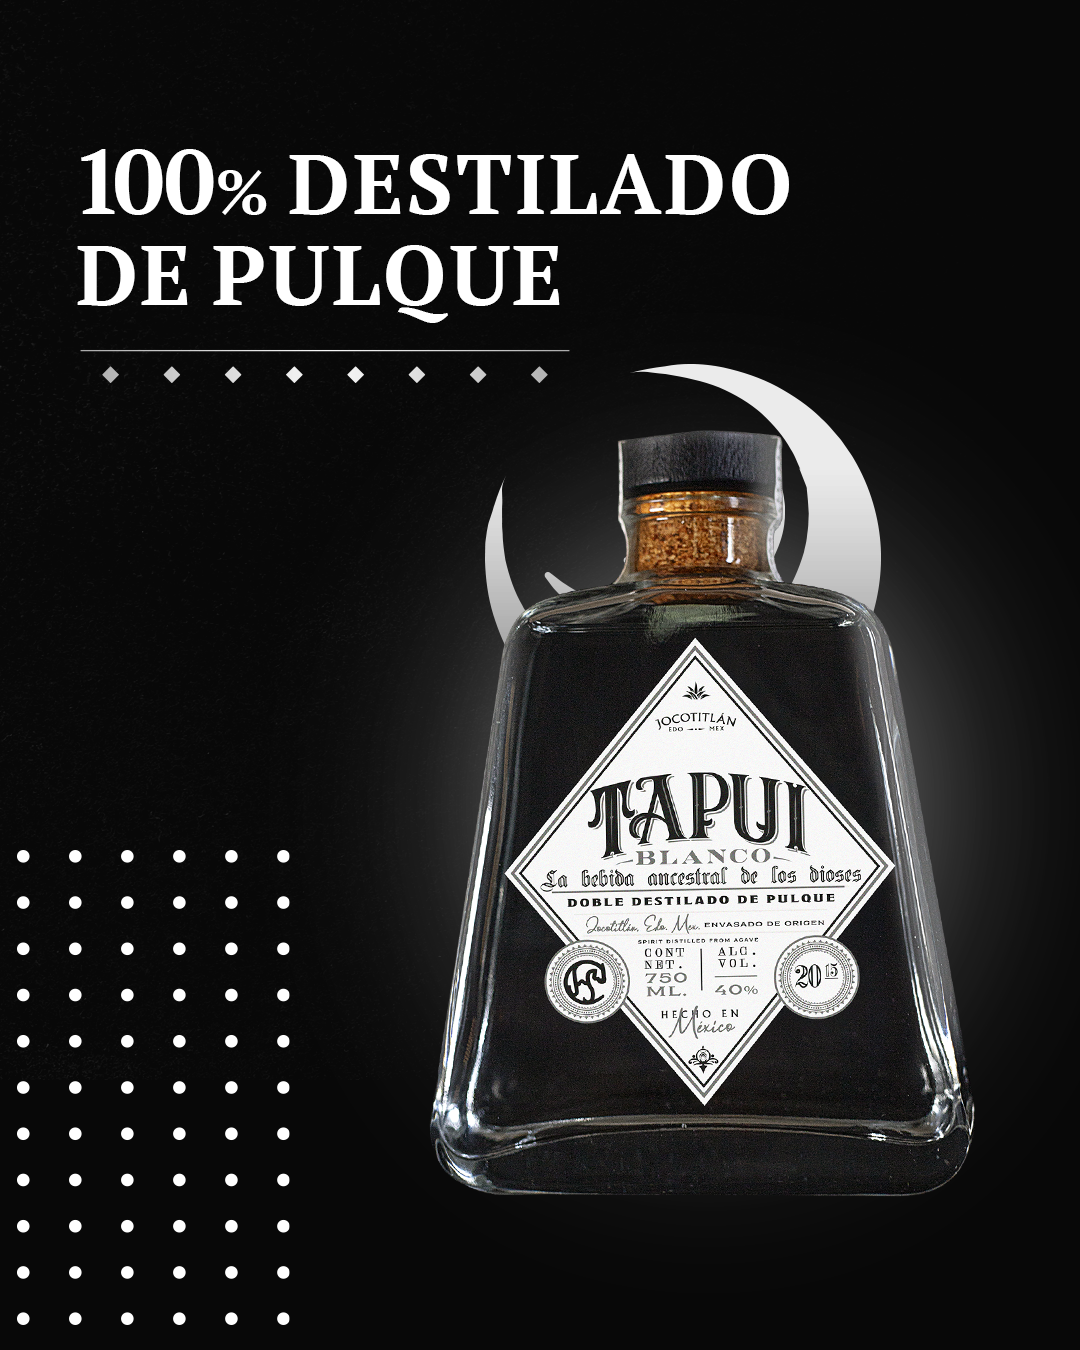 100% DESTILADO
DE PULQUE
JOCOTITLÁN
EDO MEX
TAPUI
BLANCO
La bebida ancestral de los dioses
DOBLE DESTILADO DE PULQUE
Jocotitlán, Edo. Mex. ENVASADO DE ORIGEN
SPIRIT DISTILLED FROM AGAVE
CONT
NET.
750
ML.
ALC.
VOL.
40%
2015
HECHO EN
México